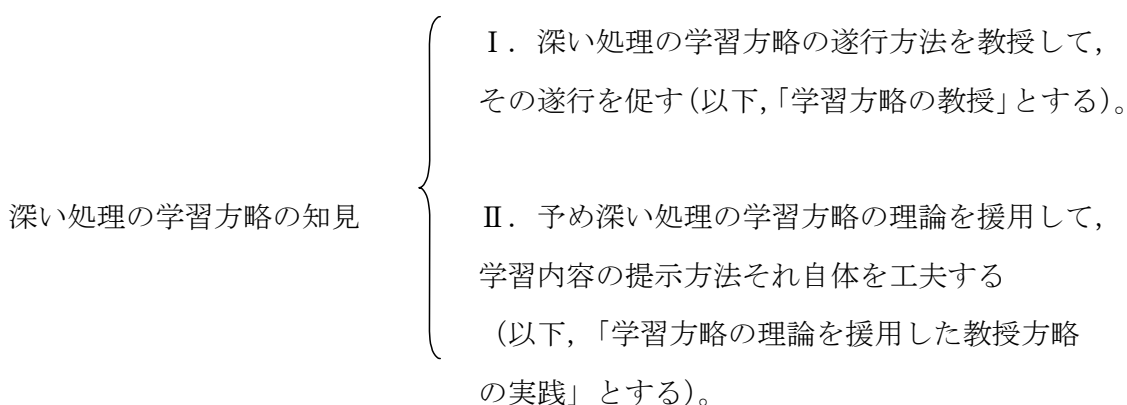 Ⅰ．深い処理の学習方略の遂行方法を教授して，
その遂行を促す(以下，「学習方略の教授」とする)。
深い処理の学習方略の知見
Ⅱ．予め深い処理の学習方略の理論を援用して，
学習内容の提示方法それ自体を工夫する
（以下，「学習方略の理論を援用した教授方略
の実践」とする)。